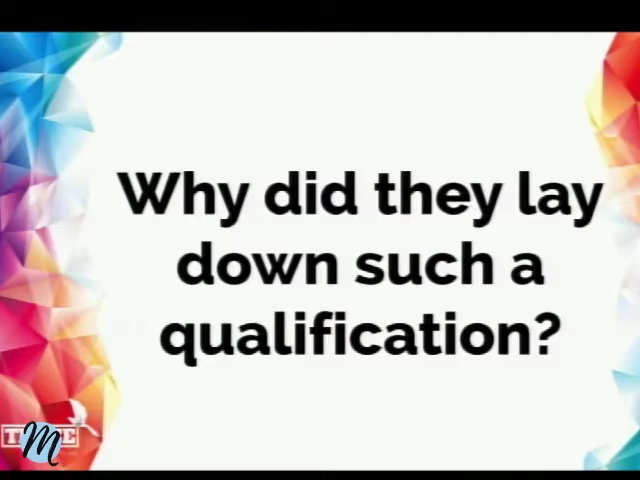 Why did they lay
down such a
qualification?
M